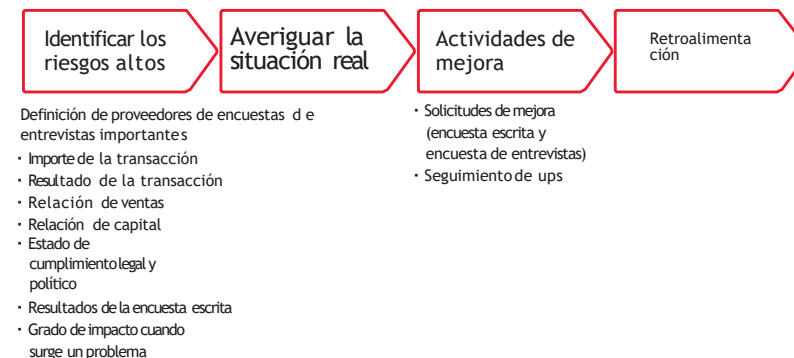 Identificar los
riesgos altos
Averiguar la
situación real
Actividades de
mejora
Retroalimenta
ción
Definición de proveedores de encuestas d e
entrevistas importantes
· Importe de la transacción
· Resultado de la transacción
· Relación de ventas
· Relación de capital
· Estado de
cumplimiento legal y
político
· Resultados de la encuesta escrita
· Grado de impacto cuando
surge un problema
· Solicitudes de mejora
(encuesta escrita y
encuesta de entrevistas)
· Seguimiento de ups